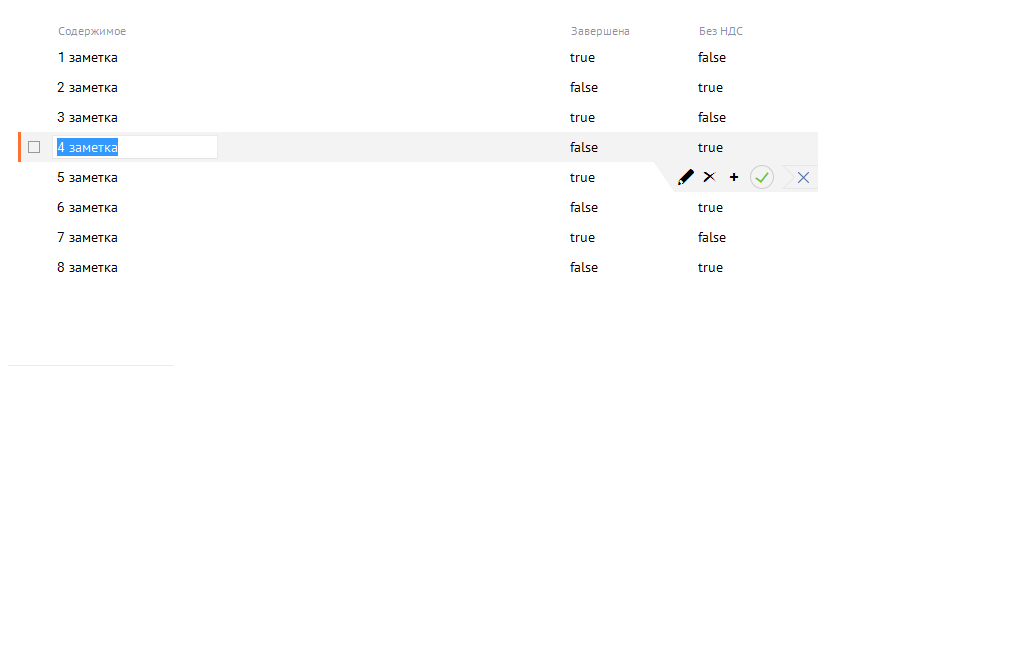 Содержимое Завершена Без НДС
1 заметка true false
2 заметка false true
3 заметка true false
4 заметка false true
5 заметка true
6 заметка false true
7 заметка true false
8 заметка false true